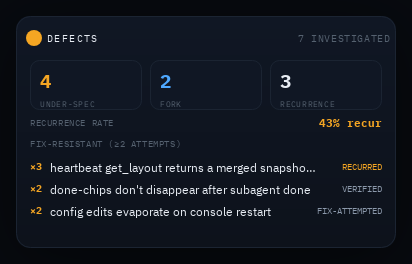 DEFECTS 7 INVESTIGATED
4 2 3
UNDER-SPEC FORK RECURRENCE
RECURRENCE RATE 43% recur
FIX-RESISTANT (≥2 ATTEMPTS)
×3 heartbeat get_layout returns a merged snapsho... RECURRED
×2 done-chips don't disappear after subagent done VERIFIED
×2 config edits evaporate on console restart FIX-ATTEMPTED